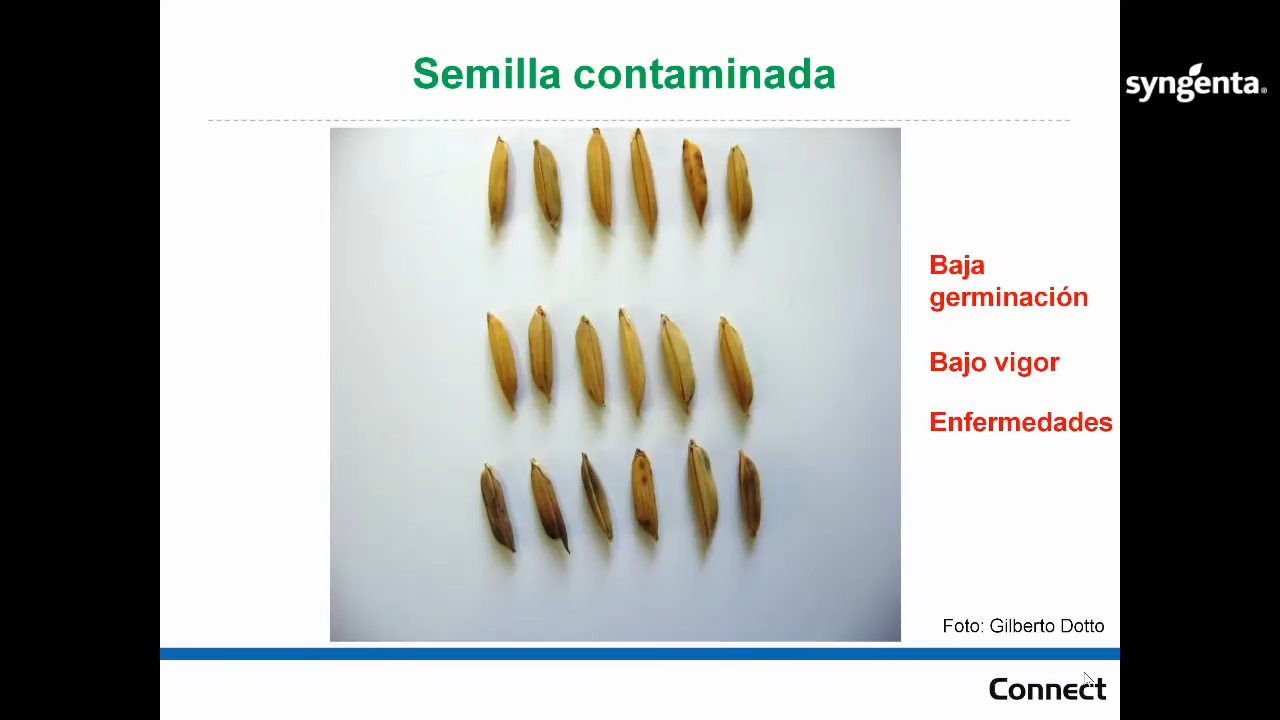 Semilla contaminada
syngenta®
Baja
germinación
Bajo vigor
Enfermedades
Foto: Gilberto Dotto
Connect